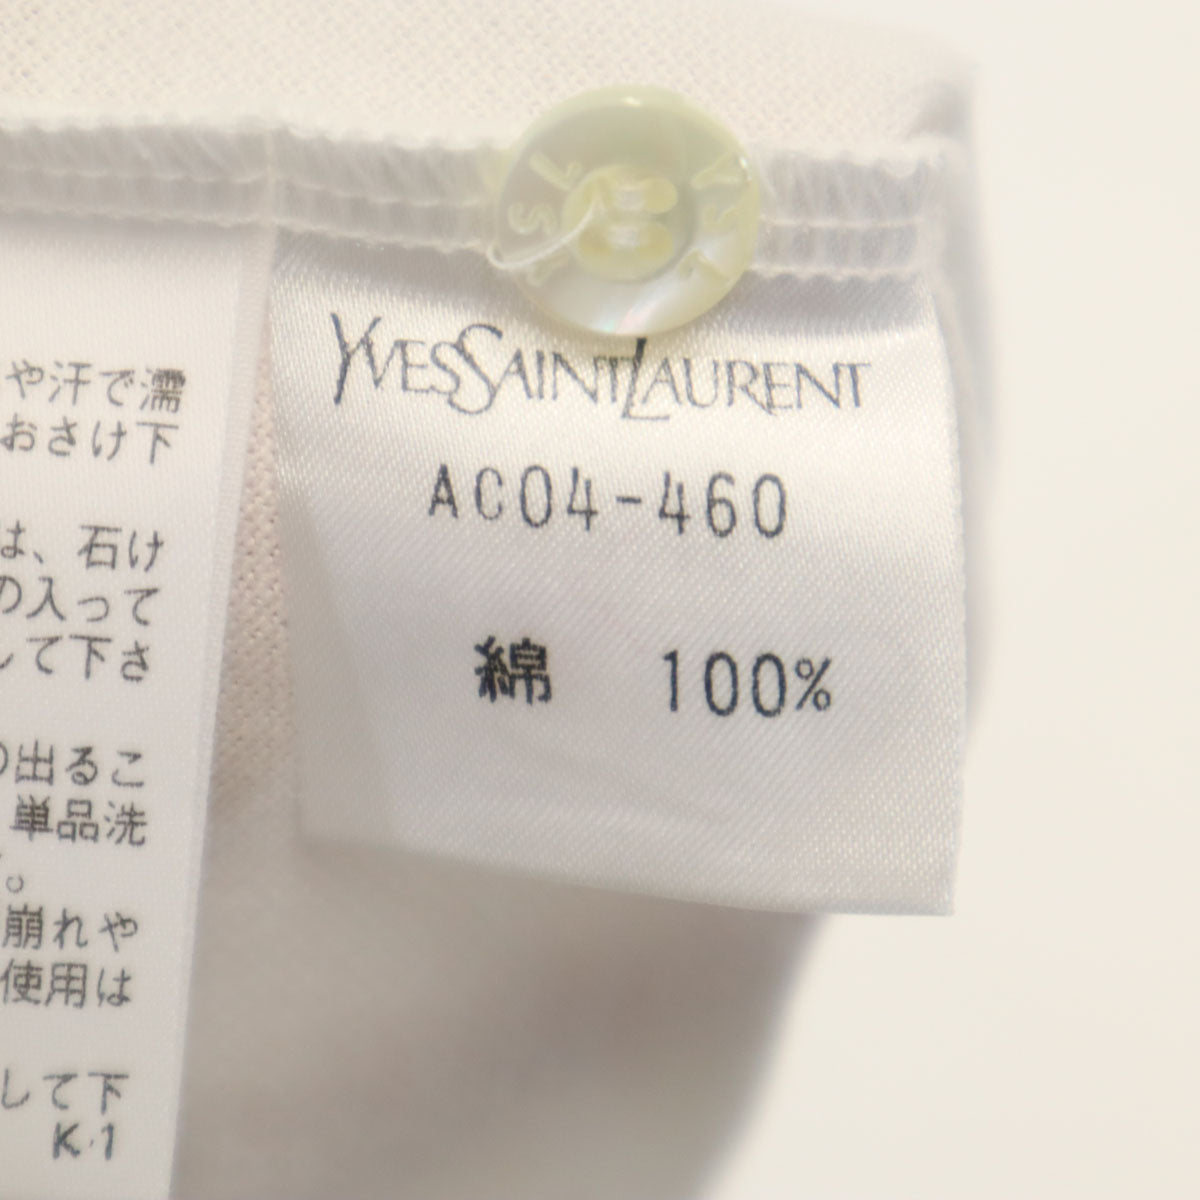 YSL
YSL
YVESSAINTLAURENT
AC04-460
綿 100%
や汗で濡
おさけ下
は、石け
の入って
して下さ
の出るこ
単品洗
。
崩れや
使用は
して下
K-1